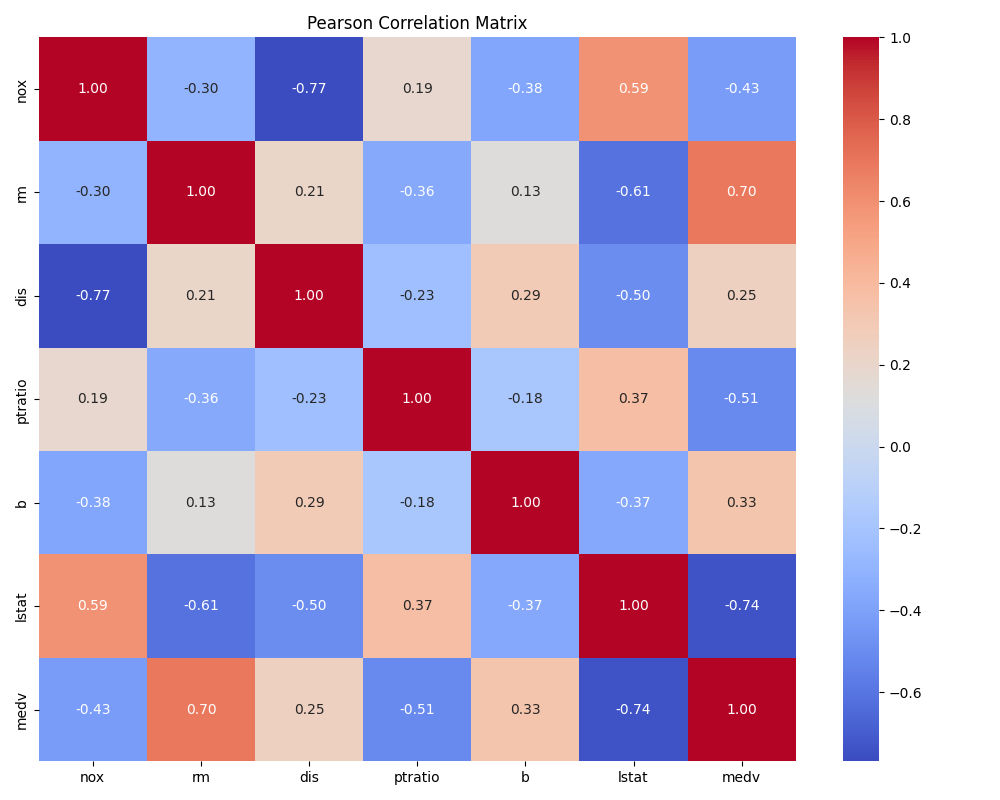 Pearson Correlation Matrix
nox 1.00 -0.30 -0.77 0.19 -0.38 0.59 -0.43
rm -0.30 1.00 0.21 -0.36 0.13 -0.61 0.70
dis -0.77 0.21 1.00 -0.23 0.29 -0.50 0.25
ptratio 0.19 -0.36 -0.23 1.00 -0.18 0.37 -0.51
b -0.38 0.13 0.29 -0.18 1.00 -0.37 0.33
lstat 0.59 -0.61 -0.50 0.37 -0.37 1.00 -0.74
medv -0.43 0.70 0.25 -0.51 0.33 -0.74 1.00
nox rm dis ptratio b lstat medv
1.0
0.8
0.6
0.4
0.2
0.0
−0.2
−0.4
−0.6